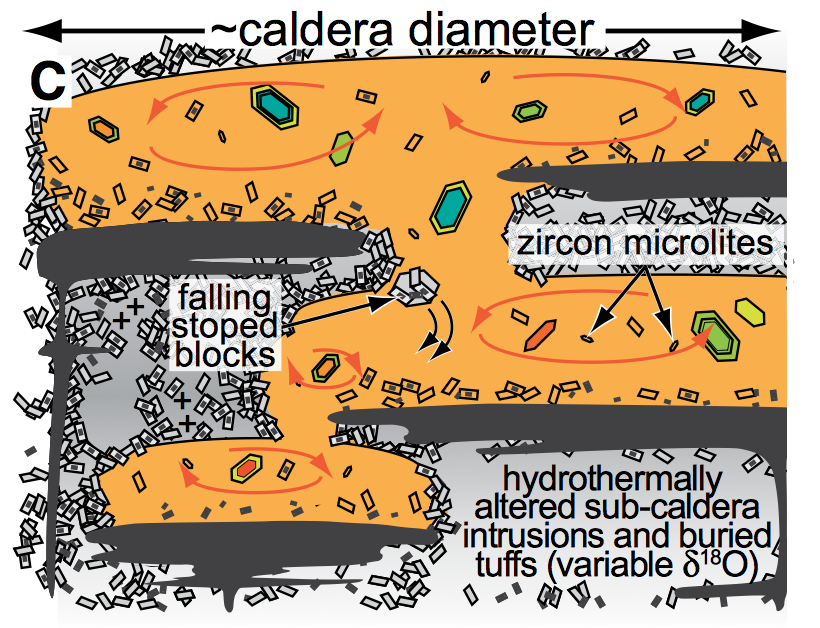 ~caldera diameter
C
zircon microlites
falling
stoped
blocks
+
+
+
+
hydrothermally
altered sub-caldera
intrusions and buried
tuffs (variable δ¹⁸O)